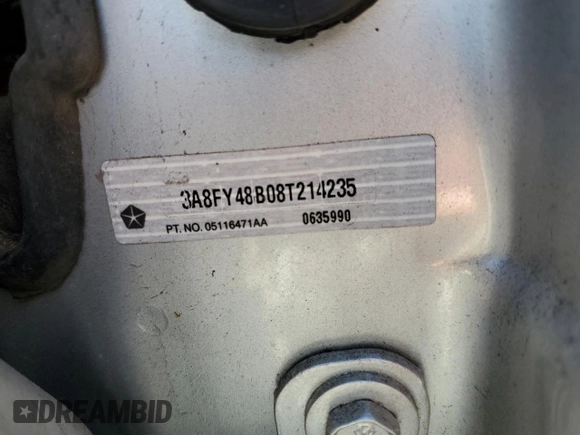 3A8FY48B08T214235
PT. NO. 05116471AA 0635990
DREAMBID